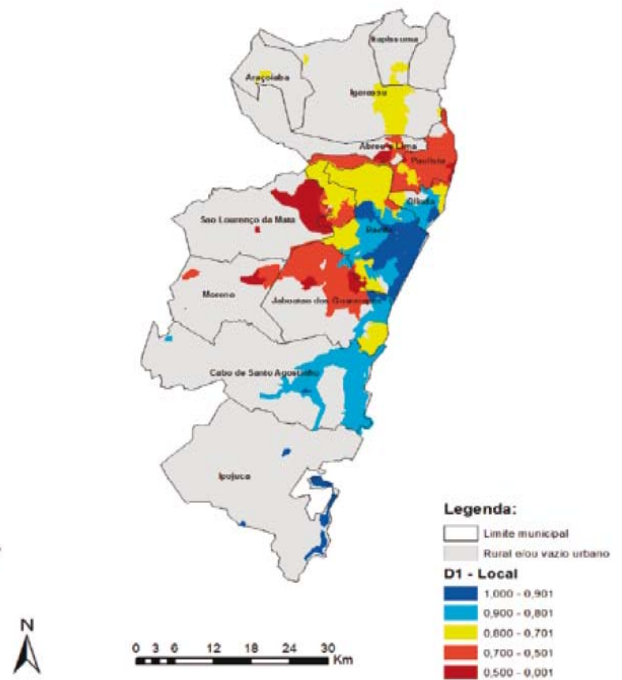 Itapissuma
Araçoiaba
Igarassu
Abreu e Lima
Paulista
Olinda
Sao Lourenço da Mata
Recife
Moreno
Jaboatao dos Guararapes
Cabo de Santo Agostinho
Ipojuca
Legenda:
Limite municipal
Rural e/ou vazio urbano
D1 - Local
1,000 - 0,901
0,900 - 0,801
0,800 - 0,701
0,700 - 0,501
0,500 - 0,001
N
0 3 6 12 18 24 30
Km